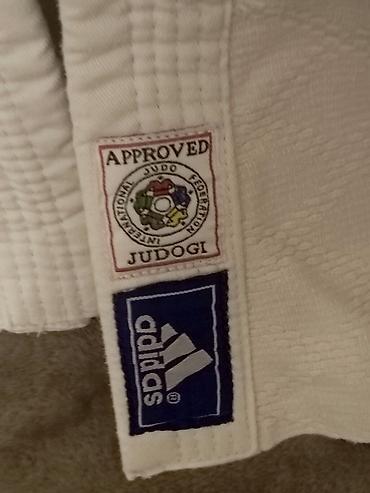 APPROVED
INTERNATIONAL JUDO FEDERATION
JUDOGI
adidas®